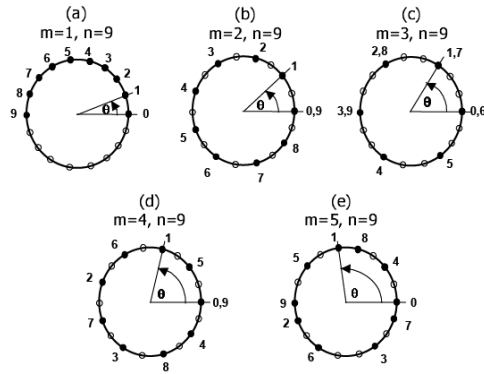 (a)
m=1, n=9
5 4
6 3
7 2
8 1
9 θ 0
(b)
m=2, n=9
3 2
1
4 θ 0,9
5 8
6 7
(c)
m=3, n=9
2,8 1,7
3,9 θ 0,6
4 5
(d)
m=4, n=9
6 1
5
2 θ 0,9
7 4
3 8
(e)
m=5, n=9
1 8
5 4
9 θ 0
2 7
6 3